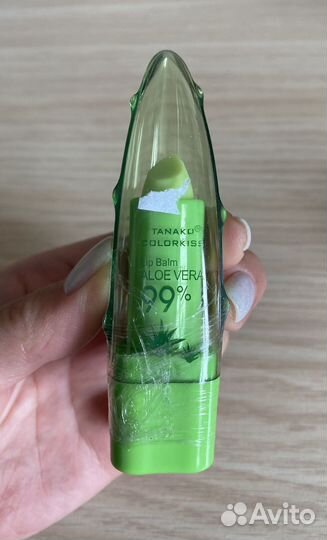 TANAKO®
COLORKISS
Lip Balm
ALOE VERA
99%
Avito